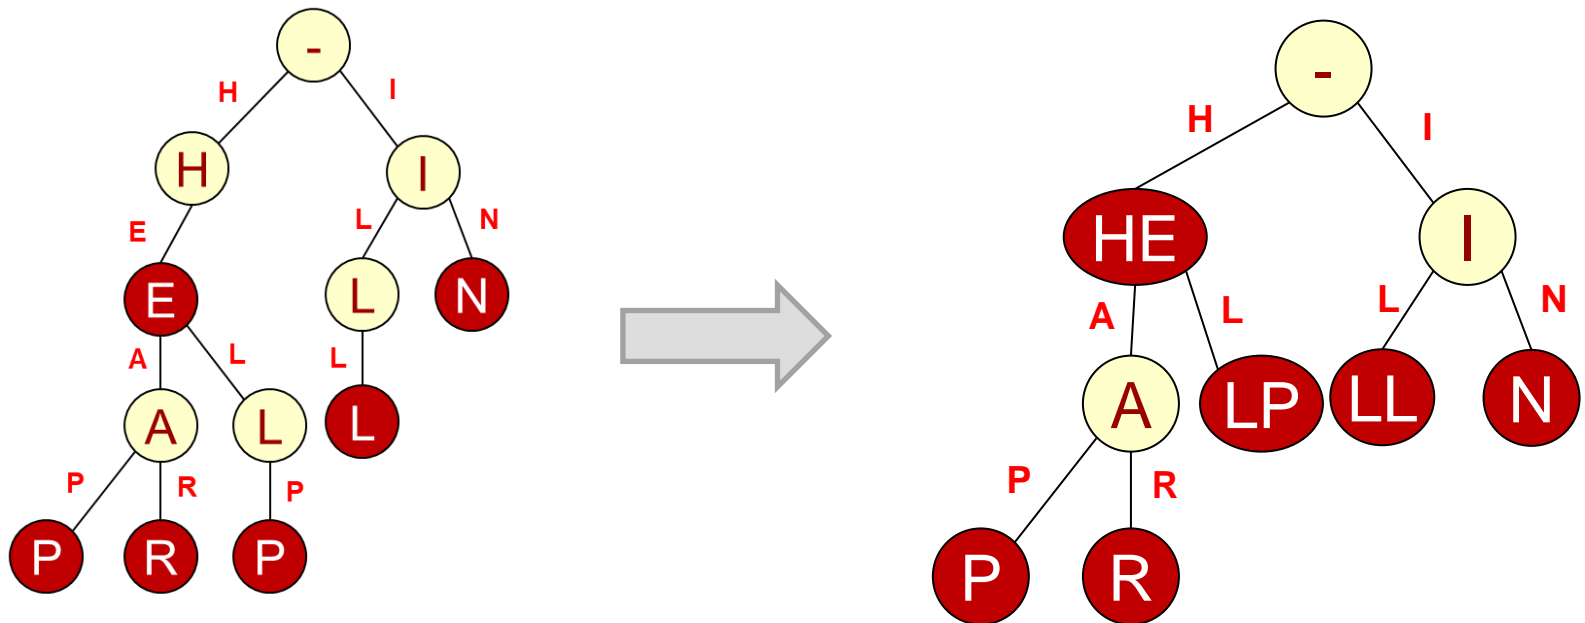 -
H I
H I
E L N
E L N
A L L
A L L
P R P
P R P
-
H I
HE I
A L L N
A LP LL N
P R
P R